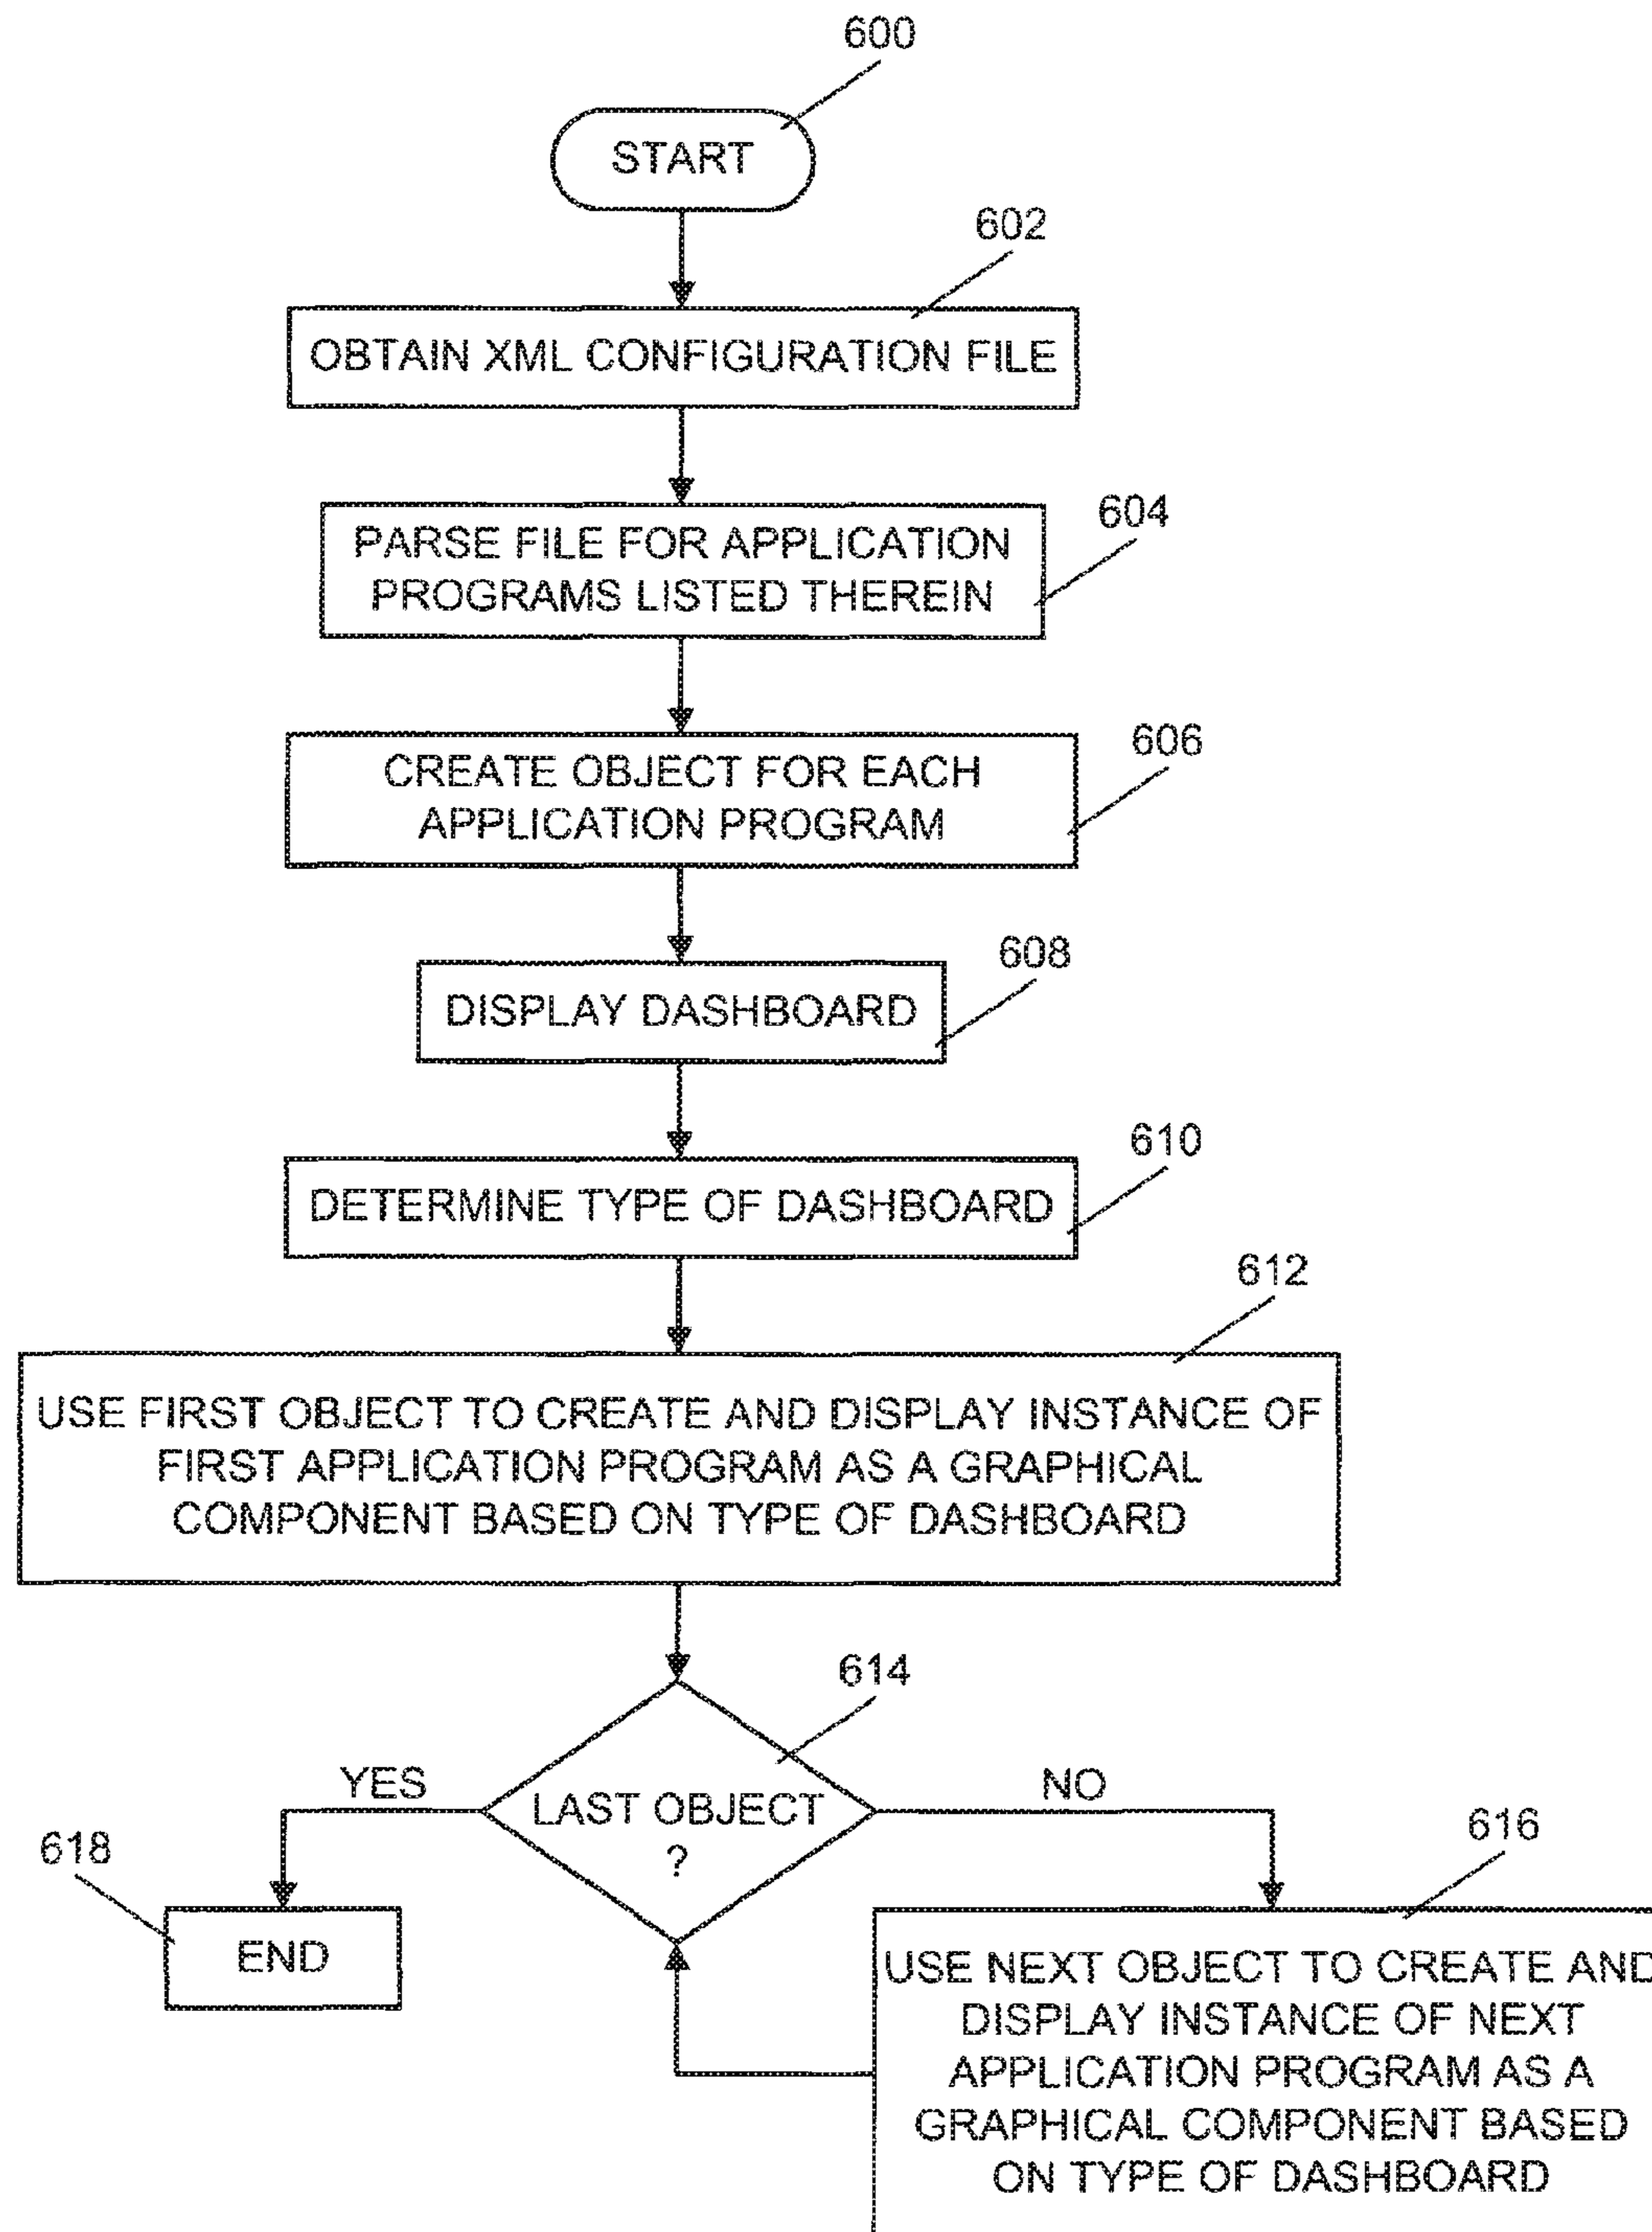 600
START
602
OBTAIN XML CONFIGURATION FILE
604
PARSE FILE FOR APPLICATION
PROGRAMS LISTED THEREIN
606
CREATE OBJECT FOR EACH
APPLICATION PROGRAM
608
DISPLAY DASHBOARD
610
DETERMINE TYPE OF DASHBOARD
612
USE FIRST OBJECT TO CREATE AND DISPLAY INSTANCE OF
FIRST APPLICATION PROGRAM AS A GRAPHICAL
COMPONENT BASED ON TYPE OF DASHBOARD
614
LAST OBJECT
?
YES
NO
618
END
616
USE NEXT OBJECT TO CREATE AND
DISPLAY INSTANCE OF NEXT
APPLICATION PROGRAM AS A
GRAPHICAL COMPONENT BASED
ON TYPE OF DASHBOARD